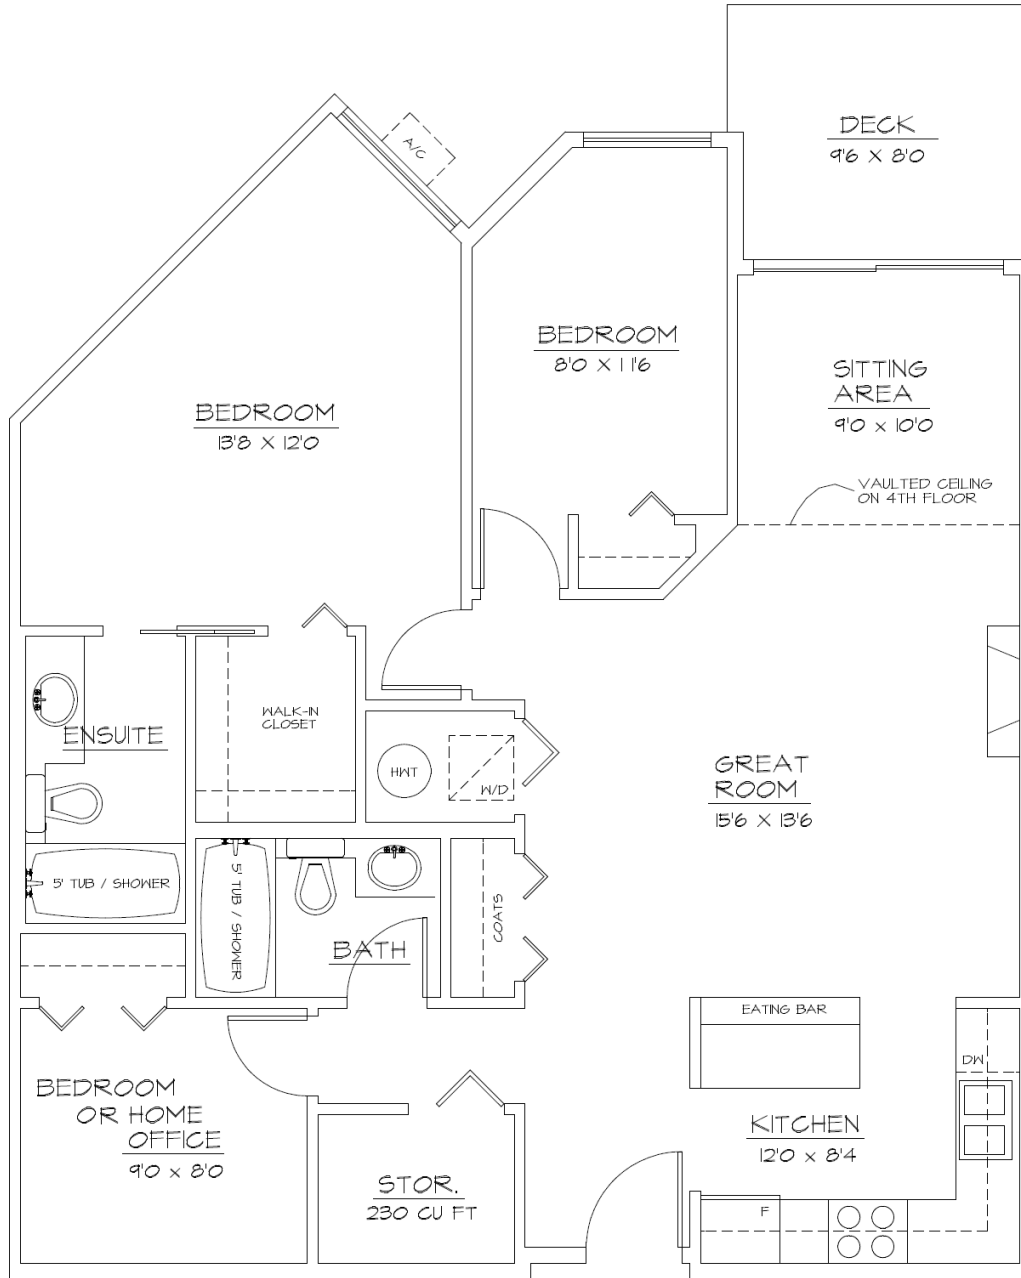 DECK
9'6 X 8'0
A/C
BEDROOM
8'0 X 11'6
SITTING
AREA
9'0 x 10'0
BEDROOM
13'8 X 12'0
VAULTED CEILING
ON 4TH FLOOR
WALK-IN
CLOSET
ENSUITE
HWT
W/D
GREAT
ROOM
15'6 X 13'6
5' TUB / SHOWER
5' TUB / SHOWER
COATS
BATH
EATING BAR
DW
BEDROOM
OR HOME
OFFICE
9'0 x 8'0
KITCHEN
12'0 x 8'4
STOR.
230 CU FT
F